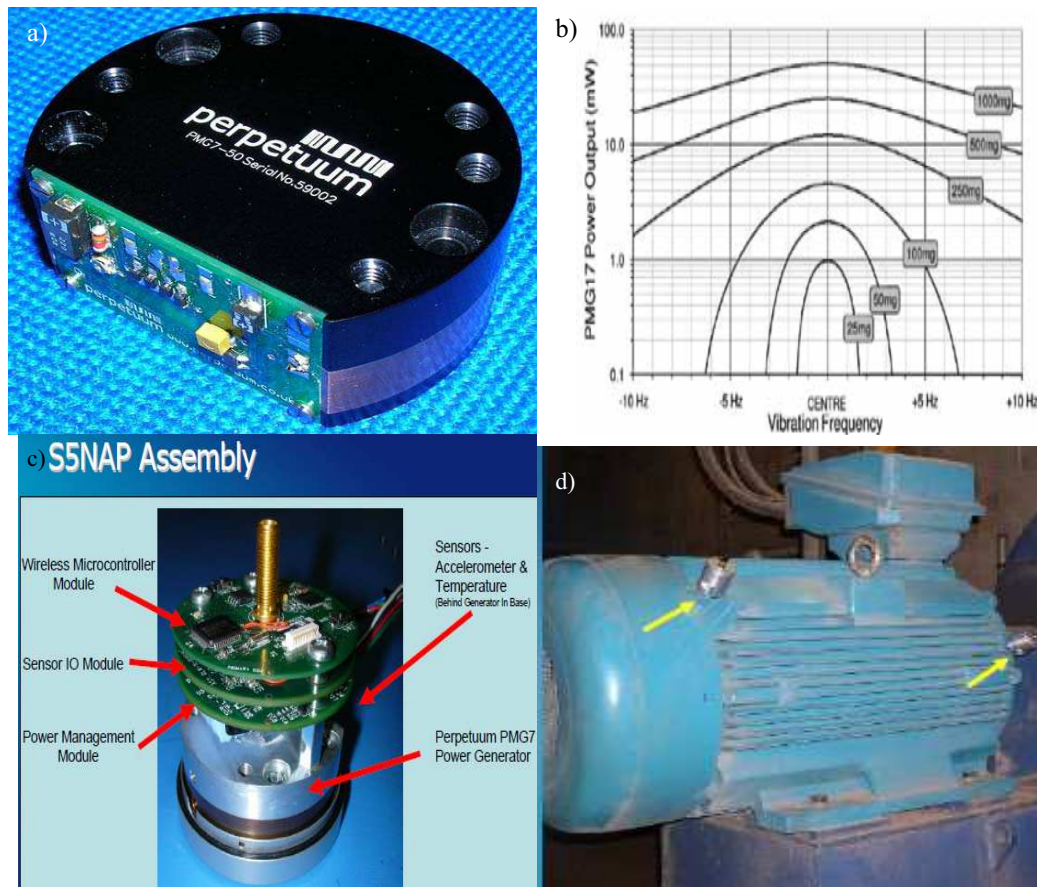 a)
perpetuum
PMG7-50 Serial No.59002
perpetuum
b)
PMG17 Power Output (mW)
100.0
10.0
1.0
0.1
1000mg
500mg
250mg
100mg
50mg
25mg
-10 Hz
-5 Hz
CENTRE
+5 Hz
+10 Hz
Vibration Frequency
c) S5NAP Assembly
Wireless Microcontroller
Module
Sensor IO Module
Power Management
Module
Sensors -
Accelerometer &
Temperature
(Behind Generator In Base)
Perpetuum PMG7
Power Generator
d)